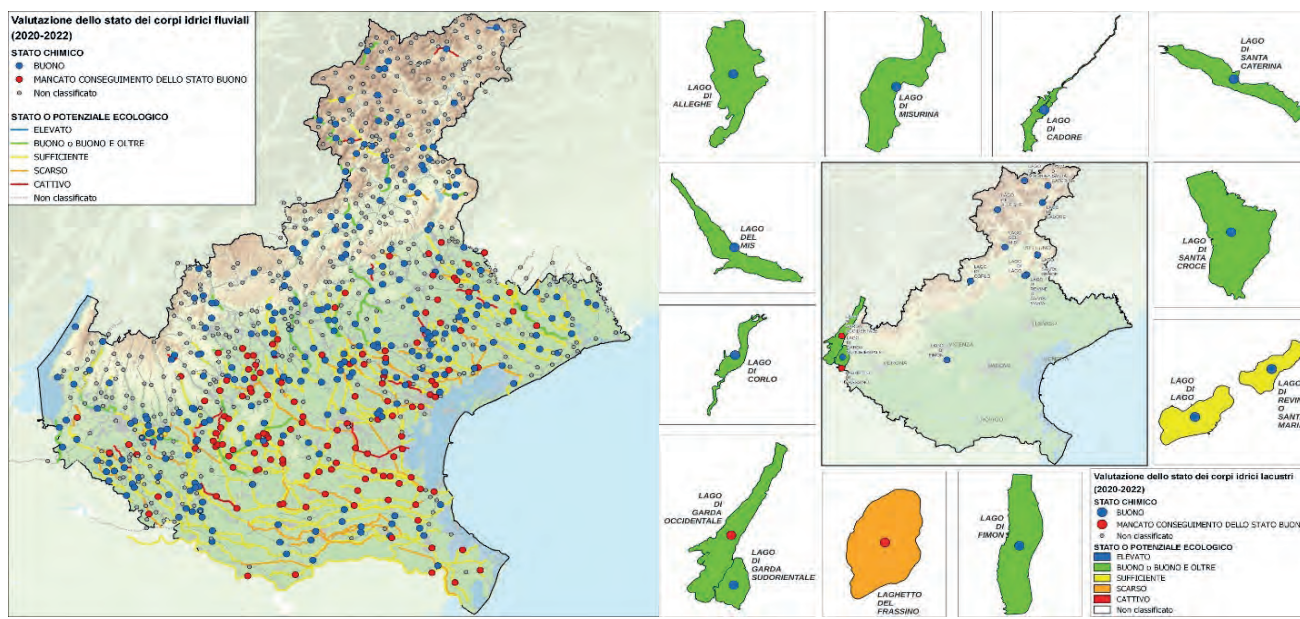 Valutazione dello stato dei corpi idrici fluviali
(2020-2022)
STATO CHIMICO
BUONO
MANCATO CONSEGUIMENTO DELLO STATO BUONO
Non classificato
STATO O POTENZIALE ECOLOGICO
ELEVATO
BUONO o BUONO E OLTRE
SUFFICIENTE
SCARSO
CATTIVO
Non classificato
LAGO
DI
ALLEGHE
LAGO
DI
MISURINA
LAGO
DI
CADORE
LAGO
DI
SANTA
CATERINA
LAGO
DEL
MIS
LAGO
DI
SANTA
CROCE
LAGO
DI
CORLO
LAGO
DI
LAGO
LAGO
DI
REVIN
O
SANT
MARI
LAGO
DI
GARDA
OCCIDENTALE
LAGO
DI
GARDA
SUDORIENTALE
LAGHETTO
DEL
FRASSINO
LAGO
DI
FIMON
VERONA
VICENZA
Valutazione dello stato dei corpi idrici lacustri
(2020-2022)
STATO CHIMICO
BUONO
MANCATO CONSEGUIMENTO DELLO STATO BUON
Non classificato
STATO O POTENZIALE ECOLOGICO
ELEVATO
BUONO o BUONO E OLTRE
SUFFICIENTE
SCARSO
CATTIVO
Non classificato